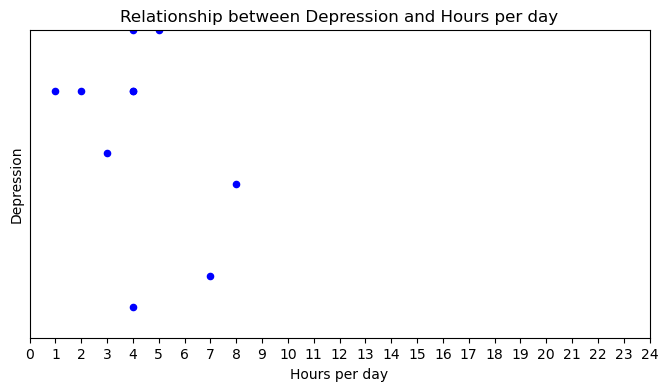 Relationship between Depression and Hours per day
Depression
0 1 2 3 4 5 6 7 8 9 10 11 12 13 14 15 16 17 18 19 20 21 22 23 24
Hours per day